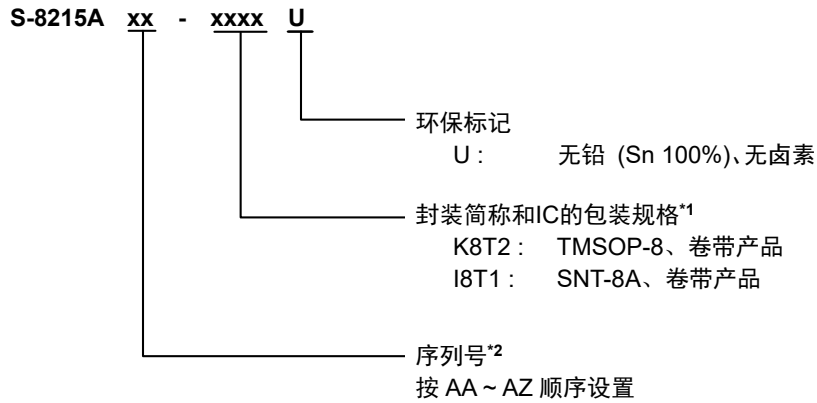 S-8215A xx - xxxx U
环保标记
U : 无铅 (Sn 100%)、无卤素
封装简称和IC的包装规格*1
K8T2 : TMSOP-8、卷带产品
I8T1 : SNT-8A、卷带产品
序列号*2
按 AA ~ AZ 顺序设置